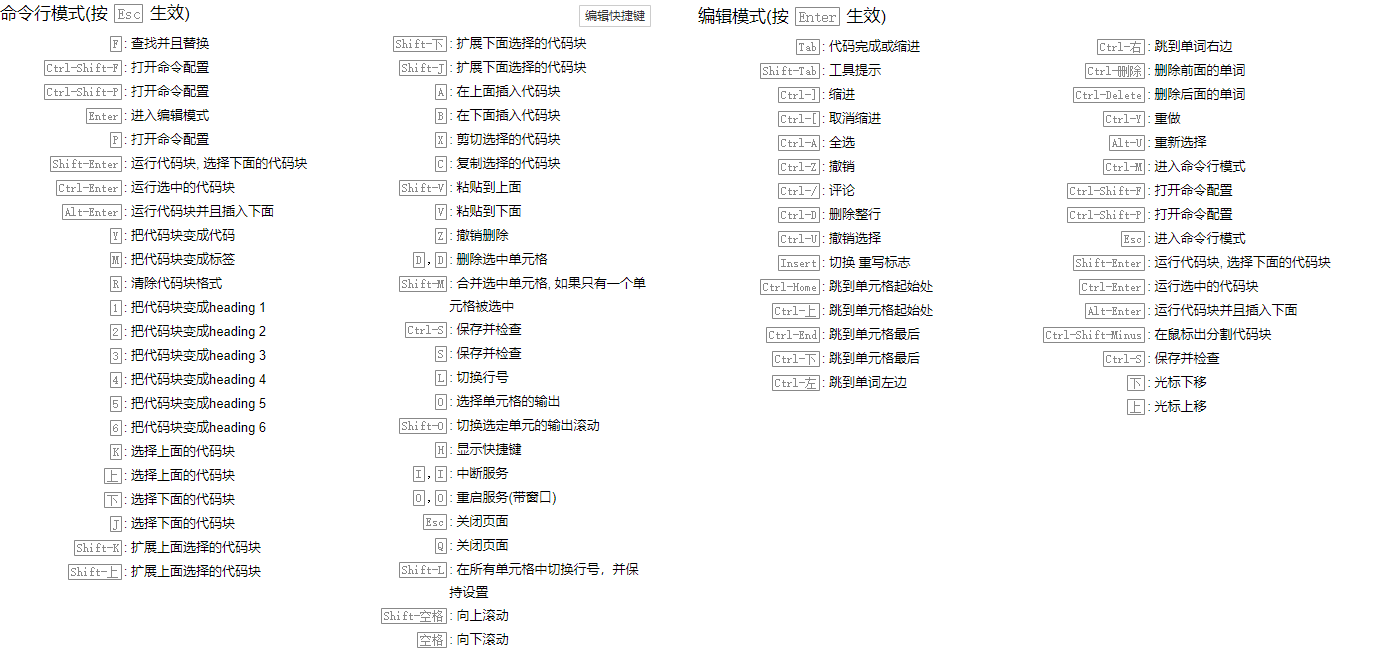 命令行模式(按 Esc 生效)
编辑快捷键
F : 查找并且替换
Ctrl-Shift-F : 打开命令配置
Ctrl-Shift-P : 打开命令配置
Enter : 进入编辑模式
P : 打开命令配置
Shift-Enter : 运行代码块, 选择下面的代码块
Ctrl-Enter : 运行选中的代码块
Alt-Enter : 运行代码块并且插入下面
Y : 把代码块变成代码
M : 把代码块变成标签
R : 清除代码块格式
1 : 把代码块变成heading 1
2 : 把代码块变成heading 2
3 : 把代码块变成heading 3
4 : 把代码块变成heading 4
5 : 把代码块变成heading 5
6 : 把代码块变成heading 6
K : 选择上面的代码块
上 : 选择上面的代码块
下 : 选择下面的代码块
J : 选择下面的代码块
Shift-K : 扩展上面选择的代码块
Shift-上 : 扩展上面选择的代码块
Shift-下 : 扩展下面选择的代码块
Shift-J : 扩展下面选择的代码块
A : 在上面插入代码块
B : 在下面插入代码块
X : 剪切选择的代码块
C : 复制选择的代码块
Shift-V : 粘贴到上面
V : 粘贴到下面
Z : 撤销删除
D , D : 删除选中单元格
Shift-M : 合并选中单元格, 如果只有一个单
元格被选中
Ctrl-S : 保存并检查
S : 保存并检查
L : 切换行号
O : 选择单元格的输出
Shift-O : 切换选定单元的输出滚动
H : 显示快捷键
I , I : 中断服务
0 , 0 : 重启服务(带窗口)
Esc : 关闭页面
Q : 关闭页面
Shift-L : 在所有单元格中切换行号，并保
持设置
Shift-空格 : 向上滚动
空格 : 向下滚动
编辑模式(按 Enter 生效)
Tab : 代码完成或缩进
Shift-Tab : 工具提示
Ctrl-] : 缩进
Ctrl-[ : 取消缩进
Ctrl-A : 全选
Ctrl-Z : 撤销
Ctrl-/ : 评论
Ctrl-D : 删除整行
Ctrl-U : 撤销选择
Insert : 切换 重写标志
Ctrl-Home : 跳到单元格起始处
Ctrl-上 : 跳到单元格起始处
Ctrl-End : 跳到单元格最后
Ctrl-下 : 跳到单元格最后
Ctrl-左 : 跳到单词左边
Ctrl-右 : 跳到单词右边
Ctrl-删除 : 删除前面的单词
Ctrl-Delete : 删除后面的单词
Ctrl-Y : 重做
Alt-U : 重新选择
Ctrl-M : 进入命令行模式
Ctrl-Shift-F : 打开命令配置
Ctrl-Shift-P : 打开命令配置
Esc : 进入命令行模式
Shift-Enter : 运行代码块, 选择下面的代码块
Ctrl-Enter : 运行选中的代码块
Alt-Enter : 运行代码块并且插入下面
Ctrl-Shift-Minus : 在鼠标出分割代码块
Ctrl-S : 保存并检查
下 : 光标下移
上 : 光标上移